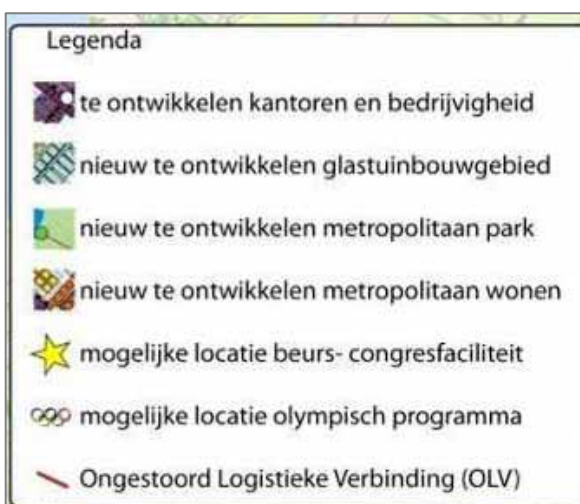 Legenda
te ontwikkelen kantoren en bedrijvigheid
nieuw te ontwikkelen glastuinbouwgebied
nieuw te ontwikkelen metropolitaan park
nieuw te ontwikkelen metropolitaan wonen
mogelijke locatie beurs- congresfaciliteit
mogelijke locatie olympisch programma
Ongestoord Logistieke Verbinding (OLV)